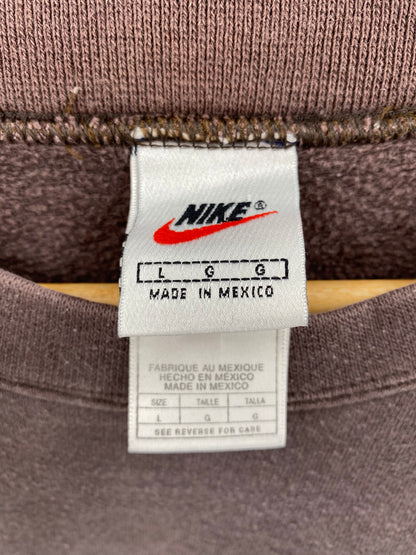 NIKE ®
L G G
MADE IN MEXICO
FABRIQUE AU MEXIQUE
HECHO EN MÉXICO
MADE IN MEXICO
SIZE TAILLE TALLA
L G G
SEE REVERSE FOR CARE